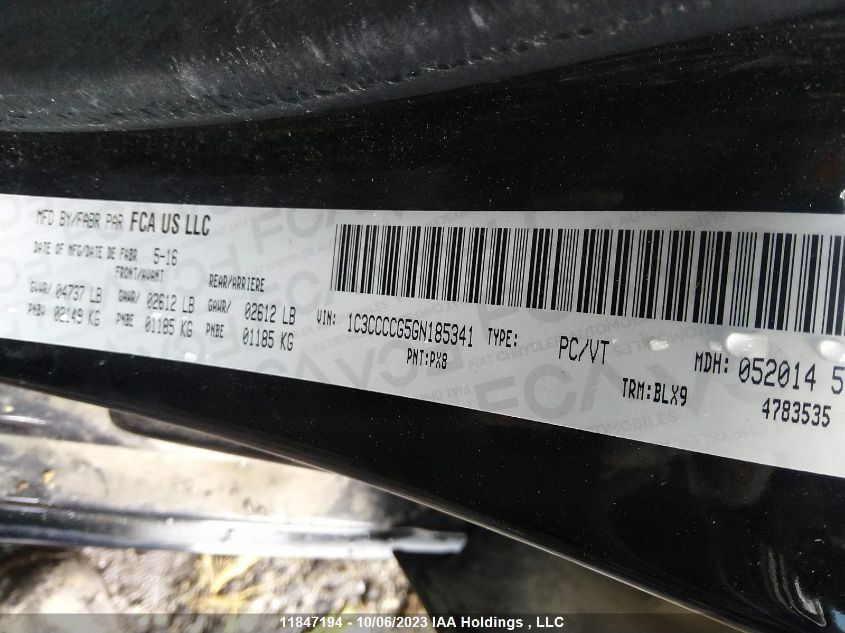 MFD BY/FABR PAR FCA US LLC
DATE OF MFG/DATE DE FABR 5-16
FRONT/AVANT REAR/ARRIERE
GVWR/ 04737 LB GAWR/ 02612 LB GAWR/ 02612 LB
PNBV 02149 KG PNBE 01185 KG PNBE 01185 KG
VIN: 1C3CCCCG5GN185341 TYPE: PC/VT MDH: 052014 5
PNT:PX8 TRM:BLX9 4783535
11847194 - 10/06/2023 IAA Holdings , LLC